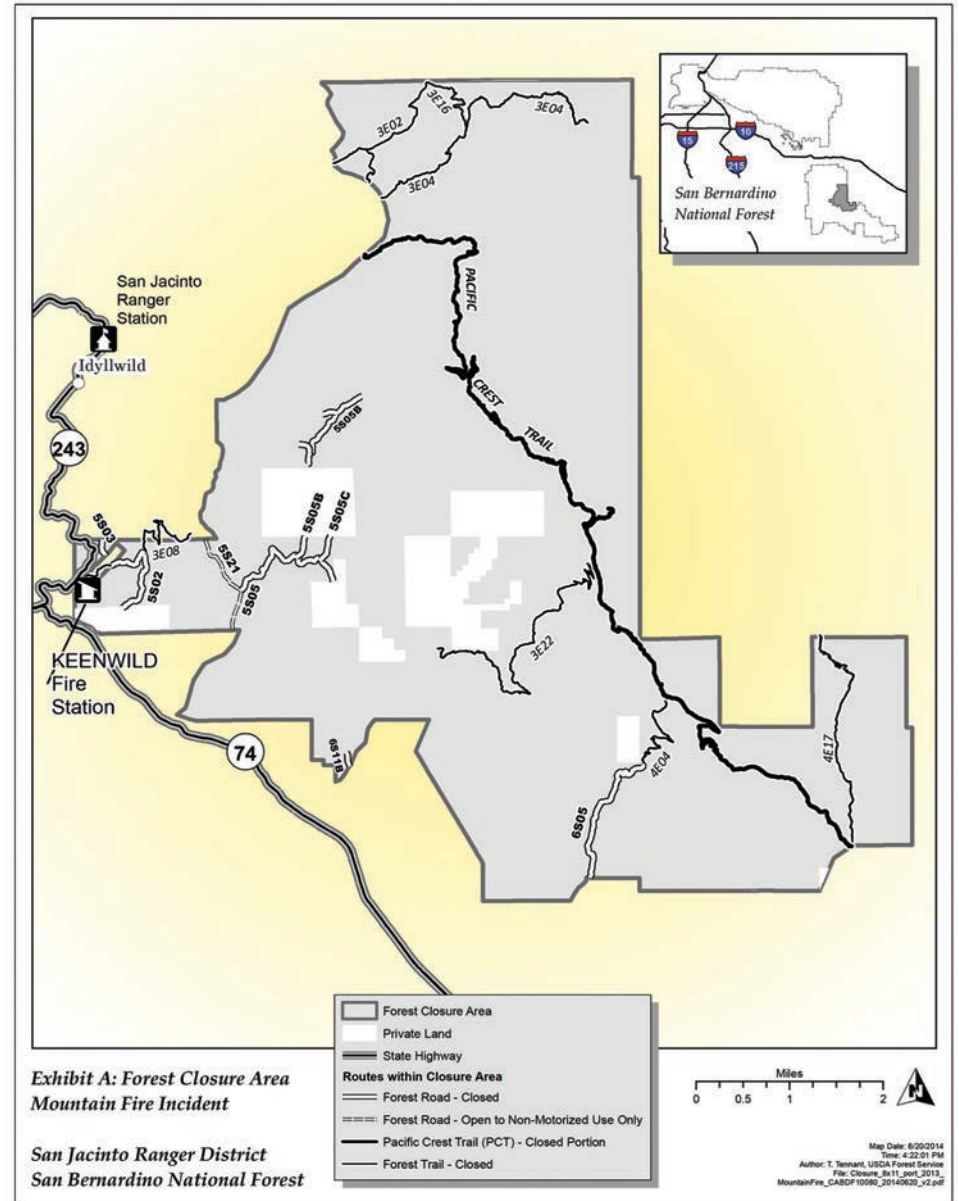 3E16
3E04
3E02
3E04
15
10
215
San Bernardino
National Forest
San Jacinto
Ranger
Station
Idyllwild
PACIFIC
CREST
TRAIL
5S05B
243
5S03
3E08
5S02
5S21
5S05
5S05B
5S05C
KEENWILD
Fire
Station
3E22
74
6S11B
6S05
4E04
4E17
Forest Closure Area
Private Land
State Highway
Routes within Closure Area
Forest Road - Closed
Forest Road - Open to Non-Motorized Use Only
Pacific Crest Trail (PCT) - Closed Portion
Forest Trail - Closed
Exhibit A: Forest Closure Area
Mountain Fire Incident
San Jacinto Ranger District
San Bernardino National Forest
Miles
0 0.5 1 2
N
Map Date: 6/20/2014
Time: 4:22:01 PM
Author: T. Tennant, USDA Forest Service
File: Closure_8x11_port_2013_
MountainFire_CABDF10080_20140620_v2.pdf